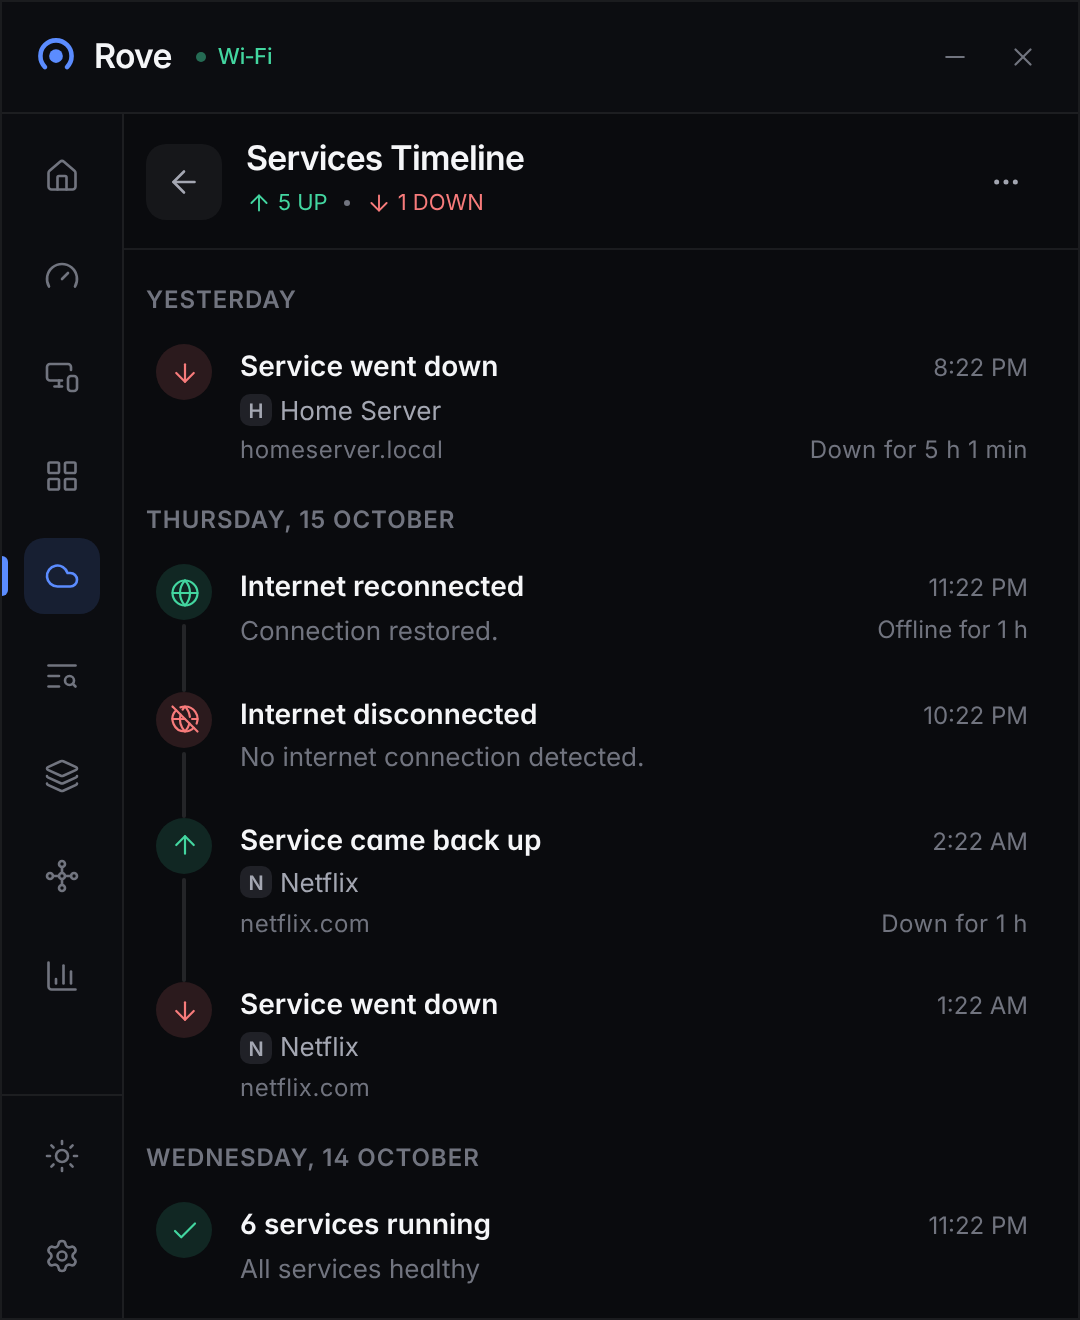 Rove
Wi-Fi
Services Timeline
5 UP • 1 DOWN
YESTERDAY
Service went down 8:22 PM
H Home Server
homeserver.local Down for 5 h 1 min
THURSDAY, 15 OCTOBER
Internet reconnected 11:22 PM
Connection restored. Offline for 1 h
Internet disconnected 10:22 PM
No internet connection detected.
Service came back up 2:22 AM
N Netflix
netflix.com Down for 1 h
Service went down 1:22 AM
N Netflix
netflix.com
WEDNESDAY, 14 OCTOBER
6 services running 11:22 PM
All services healthy